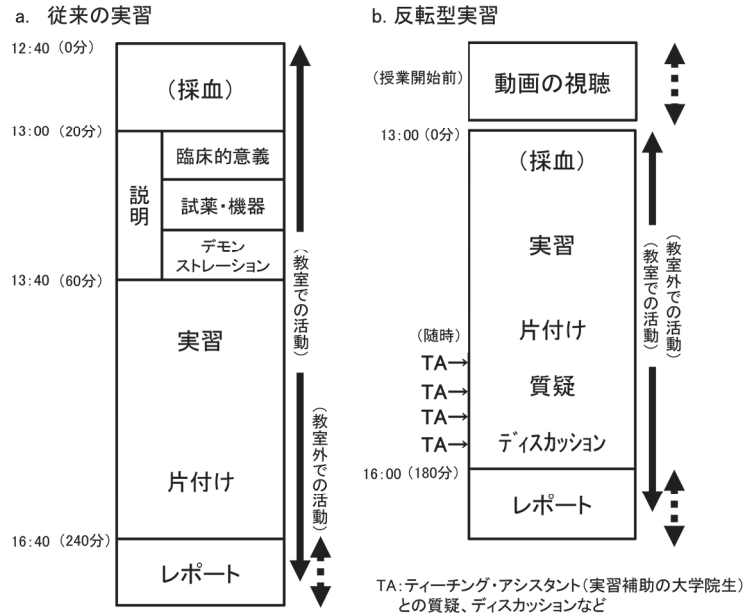 a. 従来の実習
12:40 (0分)
(採血)
13:00 (20分)
説明
臨床的意義
試薬・機器
デモン
ストレーション
13:40 (60分)
実習
片付け
16:40 (240分)
レポート
(教室での活動)
(教室外での活動)
b. 反転型実習
(授業開始前)
動画の視聴
13:00 (0分)
(採血)
実習
片付け
(随時)
TA→
TA→
質疑
TA→
TA→
ディスカッション
16:00 (180分)
レポート
(教室での活動)
(教室外での活動)
TA:ティーチング・アシスタント(実習補助の大学院生)
との質疑、ディスカッションなど